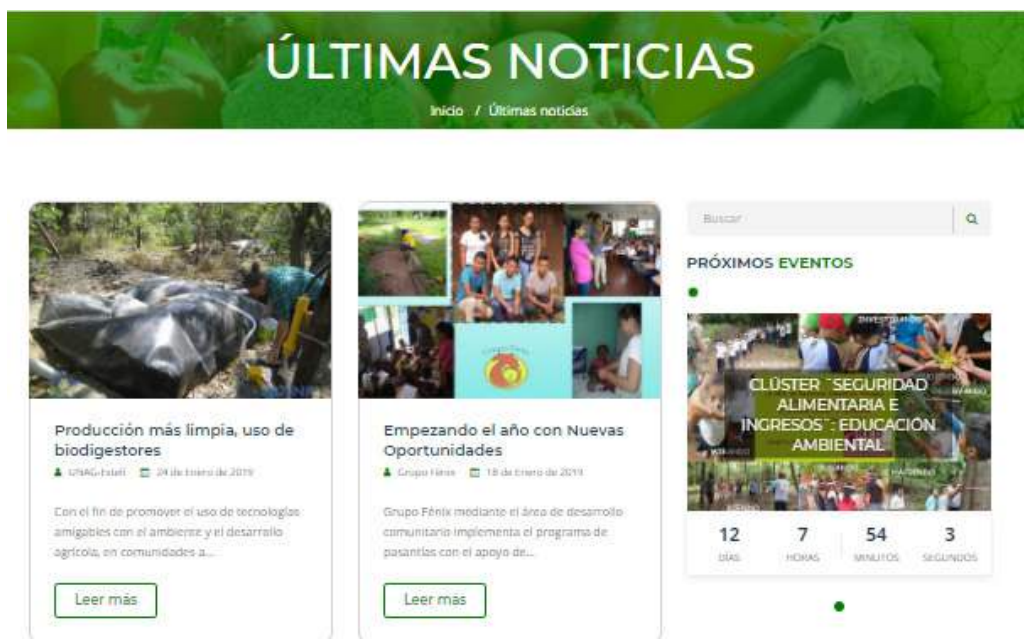 ÚLTIMAS NOTICIAS
Inicio / Últimas noticias
Producción más limpia, uso de
biodigestores
UNAG-Estelí 24 de Enero de 2019
Con el fin de promover el uso de tecnologías
amigables con el ambiente y el desarrollo
agrícola, en comunidades a...
Leer más
Empezando el año con Nuevas
Oportunidades
Grupo Fénix 18 de Enero de 2019
Grupo Fénix mediante el área de desarrollo
comunitario implementa el programa de
pasantías con el apoyo de...
Leer más
Buscar
PRÓXIMOS EVENTOS
CLÚSTER ¨SEGURIDAD
ALIMENTARIA E
INGRESOS¨: EDUCACIÓN
AMBIENTAL
12 7 54 3
DÍAS HORAS MINUTOS SEGUNDOS